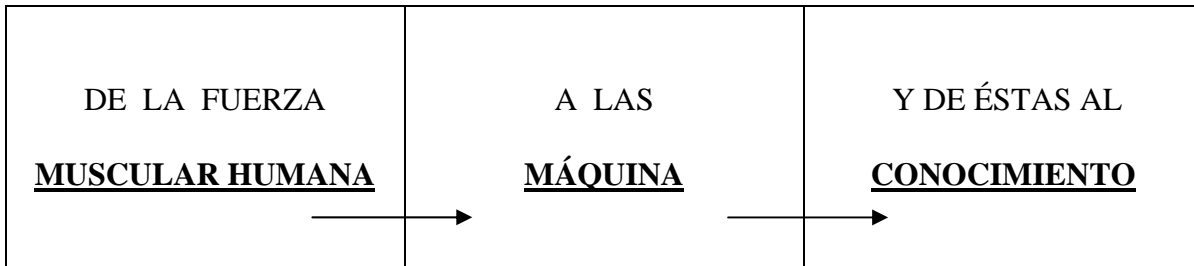 DE LA FUERZA
MUSCULAR HUMANA
A LAS
MÁQUINA
Y DE ÉSTAS AL
CONOCIMIENTO